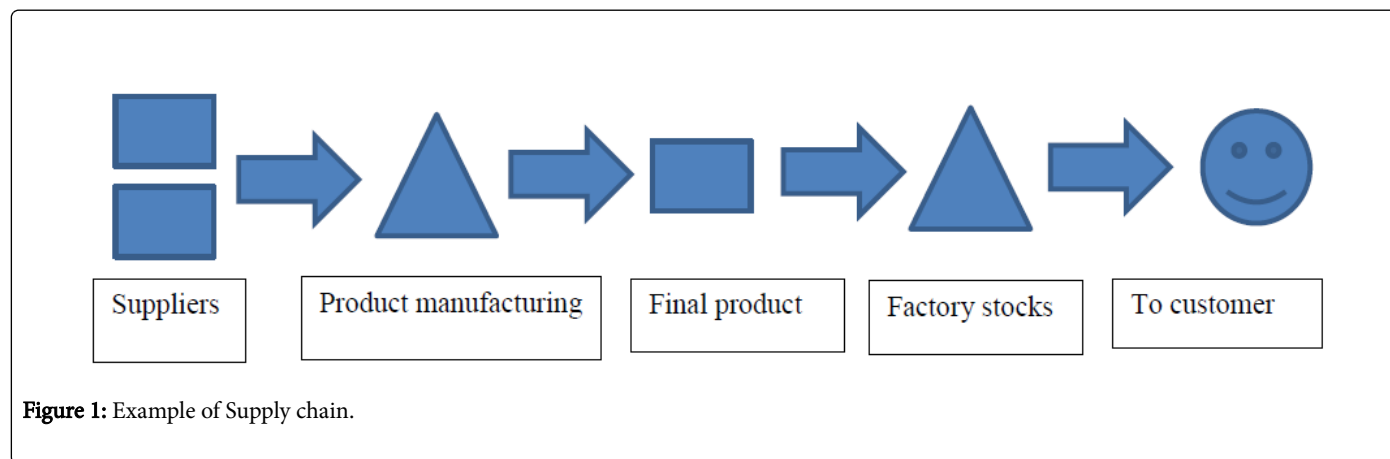 Suppliers
Product manufacturing
Final product
Factory stocks
To customer
Figure 1: Example of Supply chain.